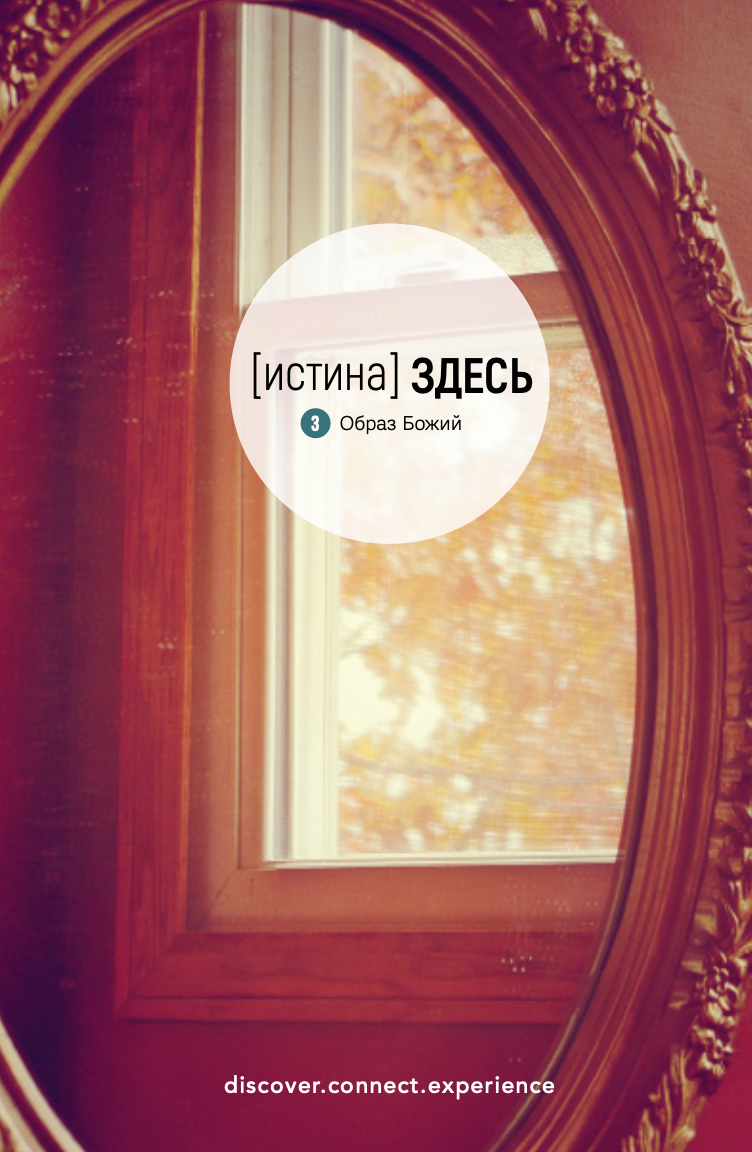 [истина] ЗДЕСЬ
3 Образ Божий
discover.connect.experience